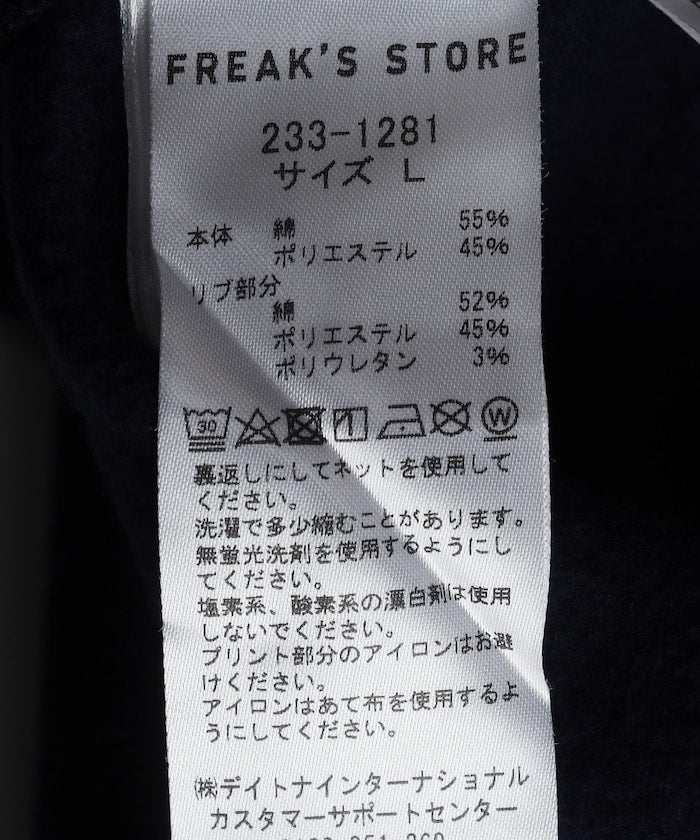 FREAK'S STORE
233-1281
サイズ L
本体 綿 55%
ポリエステル 45%
リブ部分
綿 52%
ポリエステル 45%
ポリウレタン 3%
30 W
裏返しにしてネットを使用して
ください。
洗濯で多少縮むことがあります。
無蛍光洗剤を使用するようにし
てください。
塩素系、酸素系の漂白剤は使用
しないでください。
プリント部分のアイロンはお避
けください。
アイロンはあて布を使用するよ
うにしてください。
㈱デイトナインターナショナル
カスタマーサポートセンター